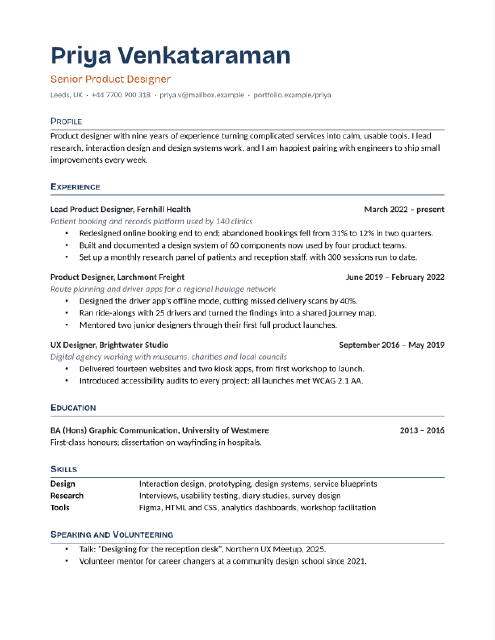 Priya Venkataraman
Senior Product Designer
Leeds, UK · +44 7700 900 318 · priya.v@mailbox.example · portfolio.example/priya
Profile
Product designer with nine years of experience turning complicated services into calm, usable tools. I lead
research, interaction design and design systems work, and I am happiest pairing with engineers to ship small
improvements every week.
Experience
Lead Product Designer, Fernhill Health March 2022 – present
Patient booking and records platform used by 140 clinics
• Redesigned online booking end to end; abandoned bookings fell from 31% to 12% in two quarters.
• Built and documented a design system of 60 components now used by four product teams.
• Set up a monthly research panel of patients and reception staff, with 300 sessions run to date.
Product Designer, Larchmont Freight June 2019 – February 2022
Route planning and driver apps for a regional haulage network
• Designed the driver app's offline mode, cutting missed delivery scans by 40%.
• Ran ride-alongs with 25 drivers and turned the findings into a shared journey map.
• Mentored two junior designers through their first full product launches.
UX Designer, Brightwater Studio September 2016 – May 2019
Digital agency working with museums, charities and local councils
• Delivered fourteen websites and two kiosk apps, from first workshop to launch.
• Introduced accessibility audits to every project; all launches met WCAG 2.1 AA.
Education
BA (Hons) Graphic Communication, University of Westmere 2013 – 2016
First-class honours; dissertation on wayfinding in hospitals.
Skills
Design Interaction design, prototyping, design systems, service blueprints
Research Interviews, usability testing, diary studies, survey design
Tools Figma, HTML and CSS, analytics dashboards, workshop facilitation
Speaking and Volunteering
• Talk: "Designing for the reception desk", Northern UX Meetup, 2025.
• Volunteer mentor for career changers at a community design school since 2021.